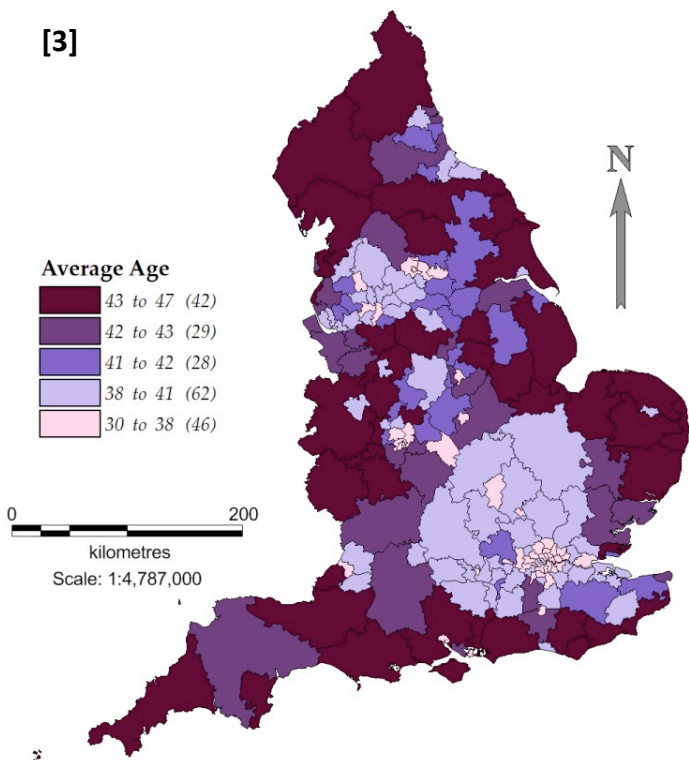 [3]
N
Average Age
43 to 47 (42)
42 to 43 (29)
41 to 42 (28)
38 to 41 (62)
30 to 38 (46)
0 200
kilometres
Scale: 1:4,787,000